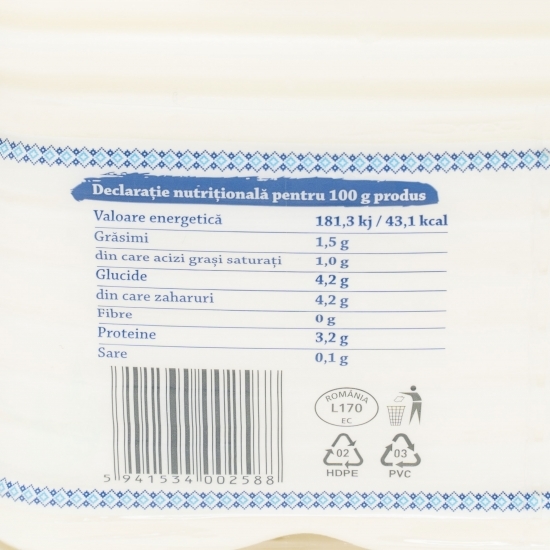 Declarație nutrițională pentru 100 g produs
Valoare energetică 181,3 kj / 43,1 kcal
Grăsimi 1,5 g
din care acizi grași saturați 1,0 g
Glucide 4,2 g
din care zaharuri 4,2 g
Fibre 0 g
Proteine 3,2 g
Sare 0,1 g
ROMÂNIA
L170
EC
02 03
HDPE PVC
5 941534 002588